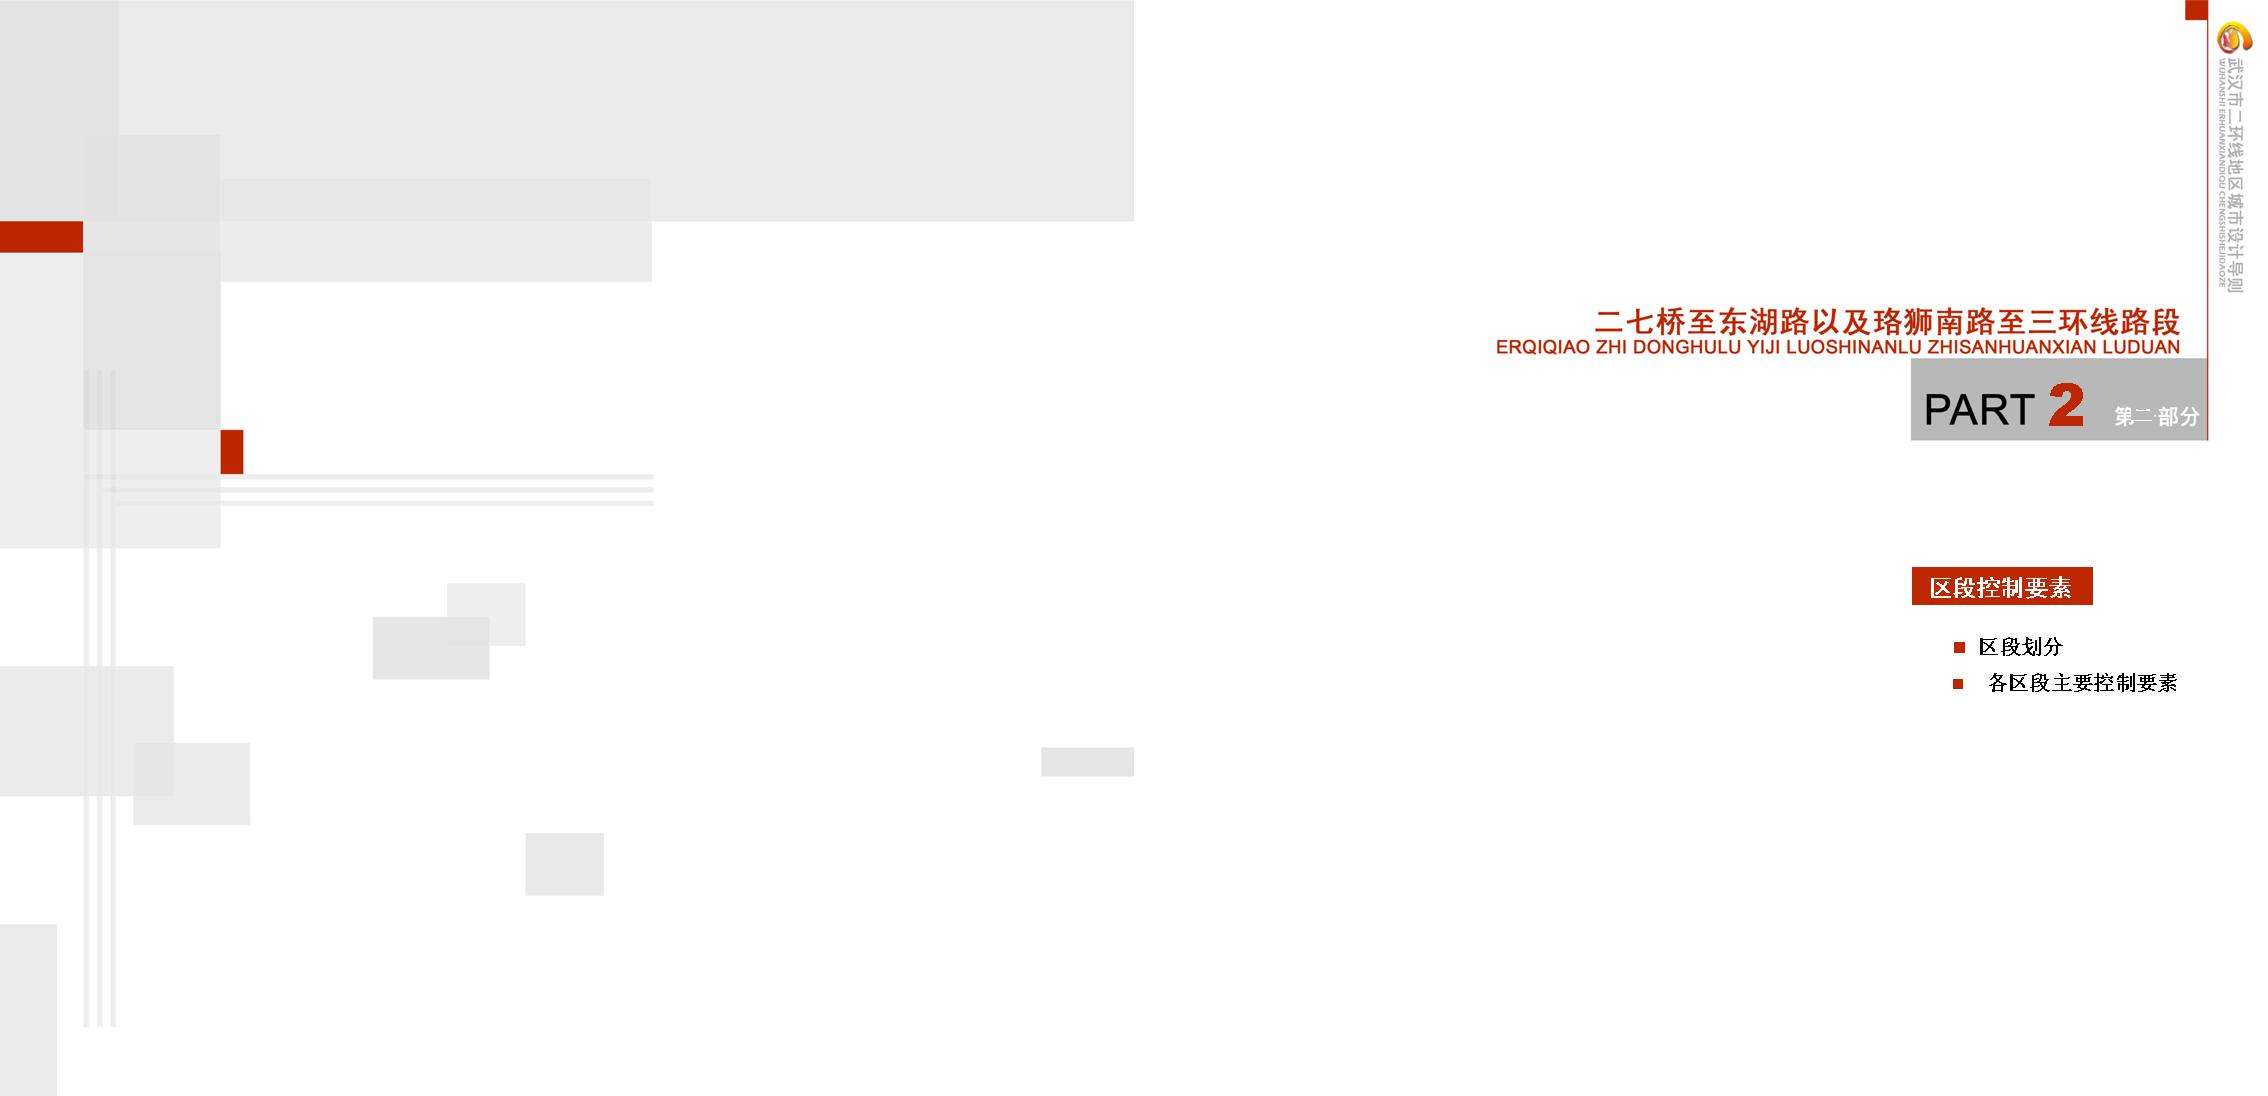 武汉市二环线地区城市设计导则
WUHANSHI ERHUANXIANDIQU CHENGSHISHEJIDAOZE
二七桥至东湖路以及珞狮南路至三环线路段
ERQIQIAO ZHI DONGHULU YIJI LUOSHINANLU ZHISANHUANXIAN LUDUAN
PART 2 第二·部分
区段控制要素
区段划分
各区段主要控制要素